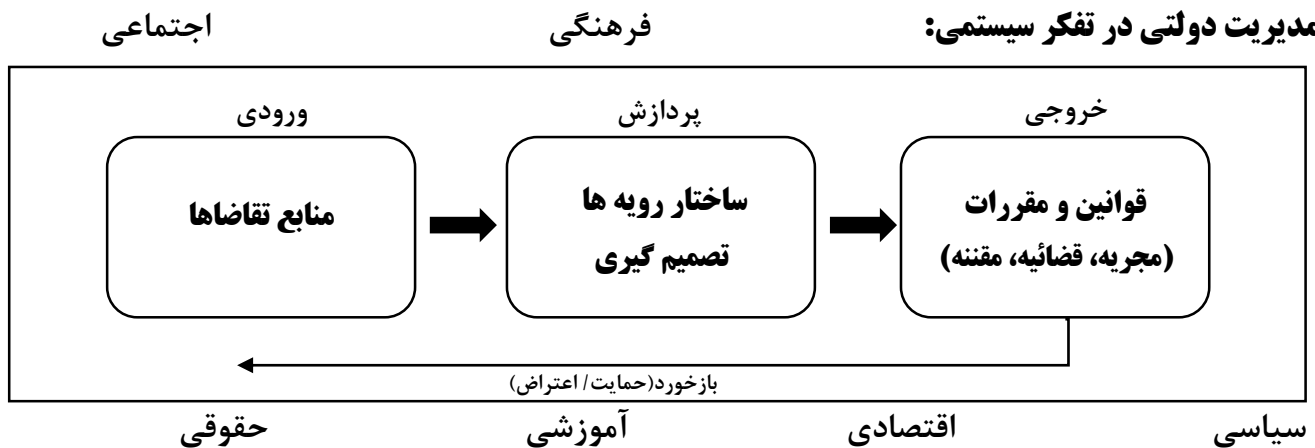 مدیریت دولتی در تفکر سیستمی:
فرهنگی
اجتماعی
ورودی
پردازش
خروجی
منابع تقاضاها
ساختار رویه ها
تصمیم گیری
قوانین و مقررات
(مجریه، قضائیه، مقننه)
بازخورد(حمایت/ اعتراض)
سیاسی
اقتصادی
آموزشی
حقوقی